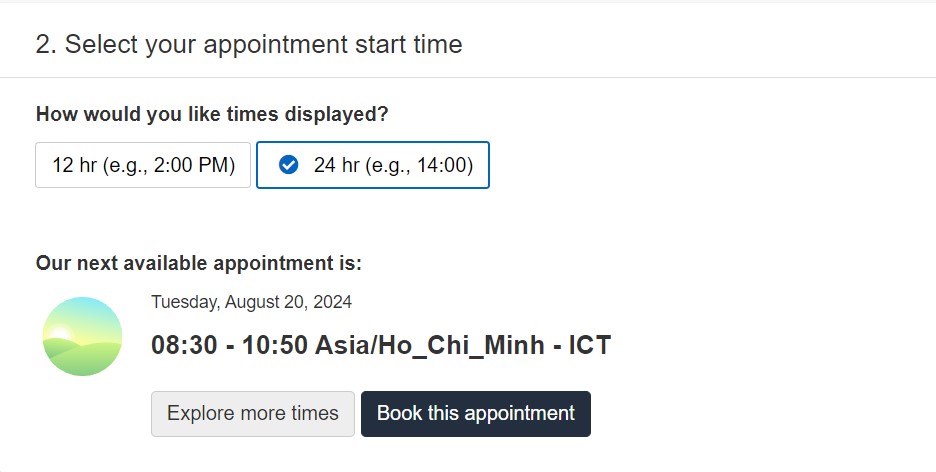 2. Select your appointment start time
How would you like times displayed?
12 hr (e.g., 2:00 PM)
24 hr (e.g., 14:00)
Our next available appointment is:
Tuesday, August 20, 2024
08:30 - 10:50 Asia/Ho_Chi_Minh - ICT
Explore more times
Book this appointment